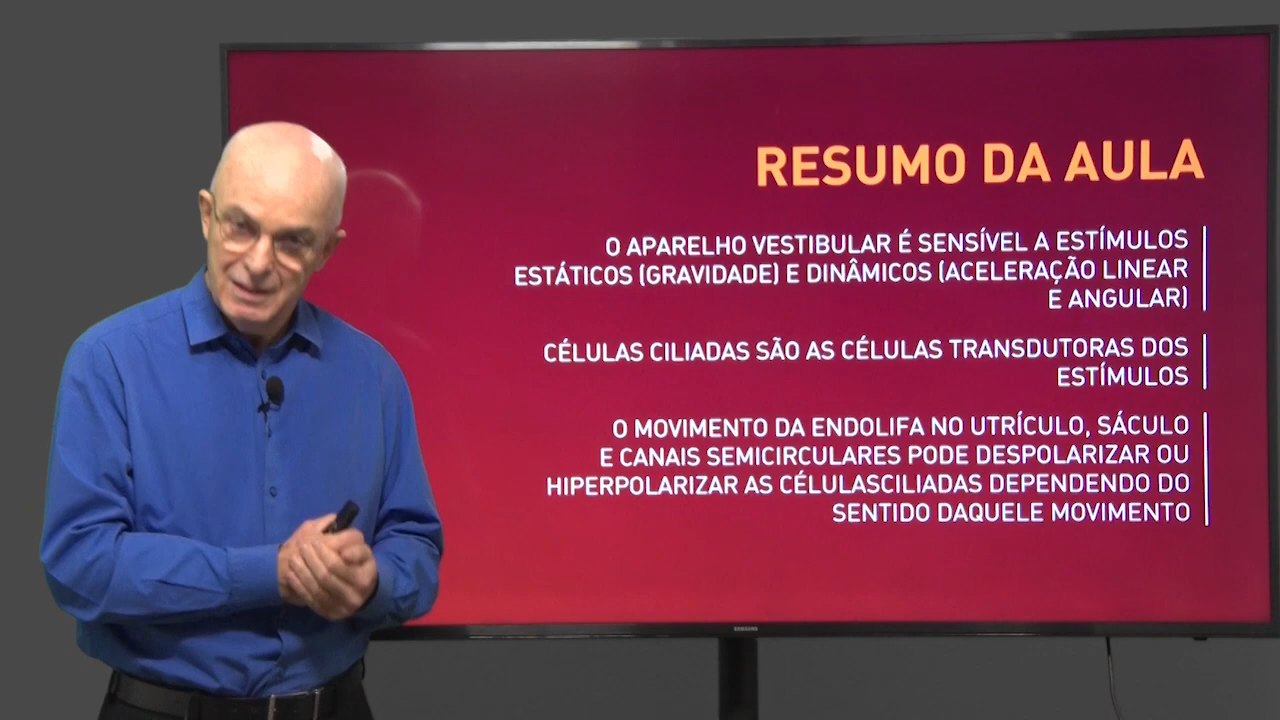 RESUMO DA AULA
O APARELHO VESTIBULAR É SENSÍVEL A ESTÍMULOS
ESTÁTICOS (GRAVIDADE) E DINÂMICOS (ACELERAÇÃO LINEAR
E ANGULAR)
CÉLULAS CILIADAS SÃO AS CÉLULAS TRANSDUTORAS DOS
ESTÍMULOS
O MOVIMENTO DA ENDOLIFA NO UTRÍCULO, SÁCULO
E CANAIS SEMICIRCULARES PODE DESPOLARIZAR OU
HIPERPOLARIZAR AS CÉLULASCILIADAS DEPENDENDO DO
SENTIDO DAQUELE MOVIMENTO
SAMSUNG